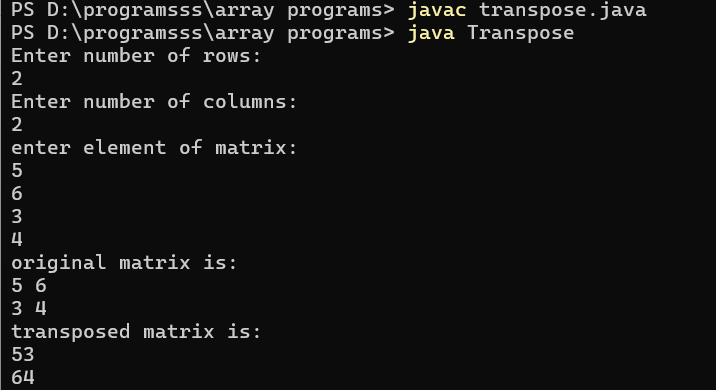 PS D:\programsss\array programs> javac transpose.java
PS D:\programsss\array programs> java Transpose
Enter number of rows:
2
Enter number of columns:
2
enter element of matrix:
5
6
3
4
original matrix is:
5 6
3 4
transposed matrix is:
53
64